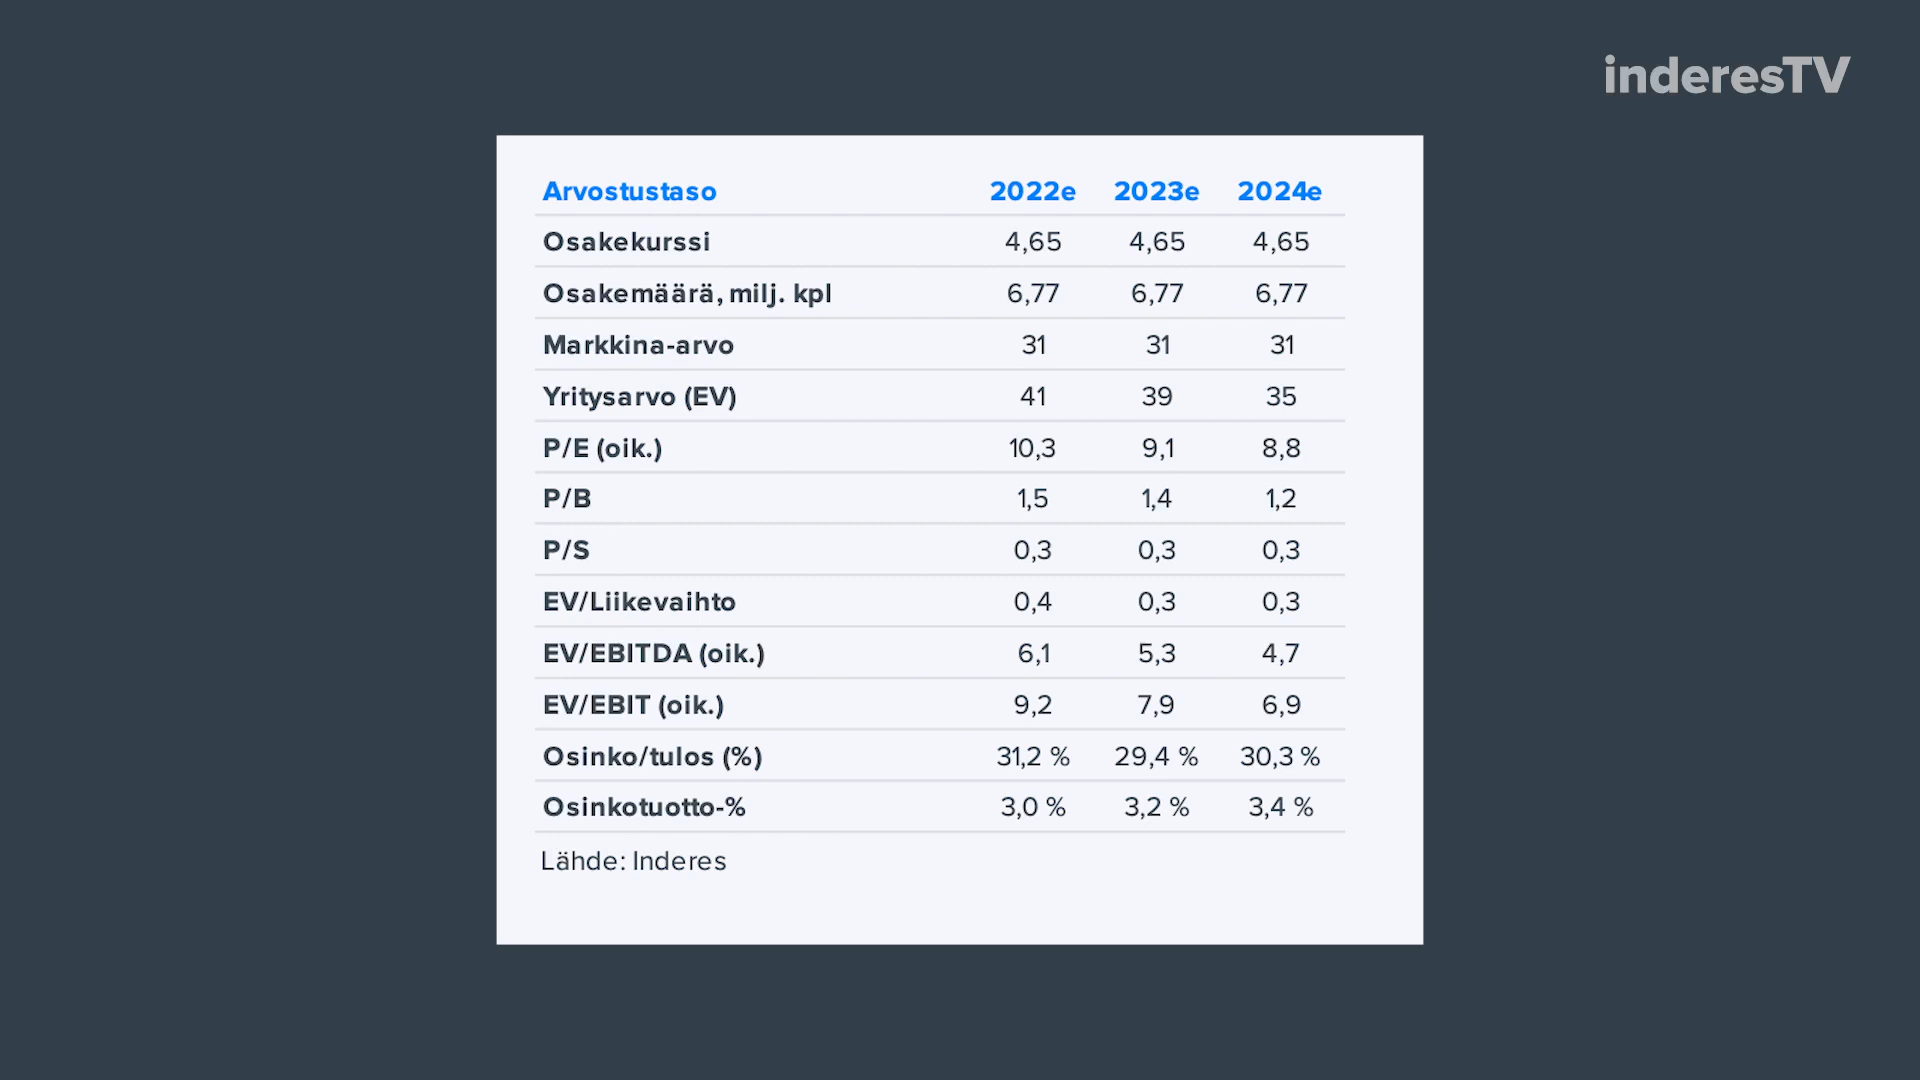 inderesTV
Arvostustaso 2022e 2023e 2024e
Osakekurssi 4,65 4,65 4,65
Osakemäärä, milj. kpl 6,77 6,77 6,77
Markkina-arvo 31 31 31
Yritysarvo (EV) 41 39 35
P/E (oik.) 10,3 9,1 8,8
P/B 1,5 1,4 1,2
P/S 0,3 0,3 0,3
EV/Liikevaihto 0,4 0,3 0,3
EV/EBITDA (oik.) 6,1 5,3 4,7
EV/EBIT (oik.) 9,2 7,9 6,9
Osinko/tulos (%) 31,2 % 29,4 % 30,3 %
Osinkotuotto-% 3,0 % 3,2 % 3,4 %
Lähde: Inderes